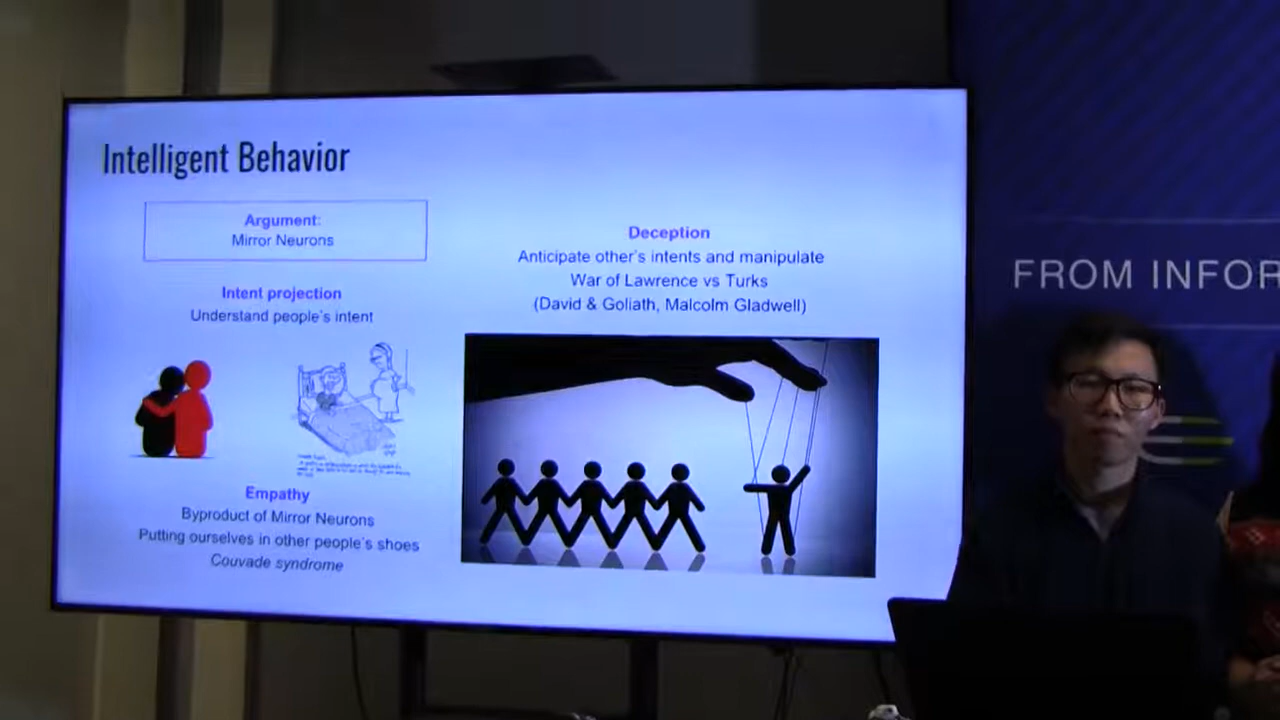 Intelligent Behavior
Argument:
Mirror Neurons
Intent projection
Understand people's intent
Empathy
Byproduct of Mirror Neurons
Putting ourselves in other people's shoes
Couvade syndrome
Deception
Anticipate other's intents and manipulate
War of Lawrence vs Turks
(David & Goliath, Malcolm Gladwell)
FROM INFOR